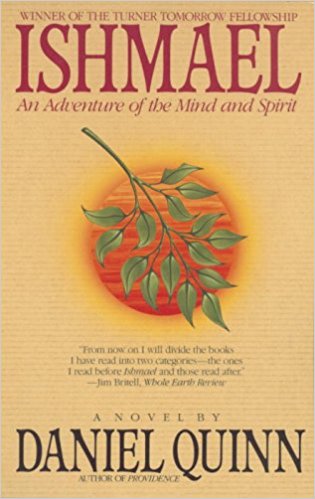 WINNER OF THE TURNER TOMORROW FELLOWSHIP
ISHMAEL
An Adventure of the Mind and Spirit
"From now on I will divide the books
I have read into two categories—the ones
I read before Ishmael and those read after."
—Jim Britell, Whole Earth Review
A NOVEL BY
DANIEL QUINN
AUTHOR OF PROVIDENCE